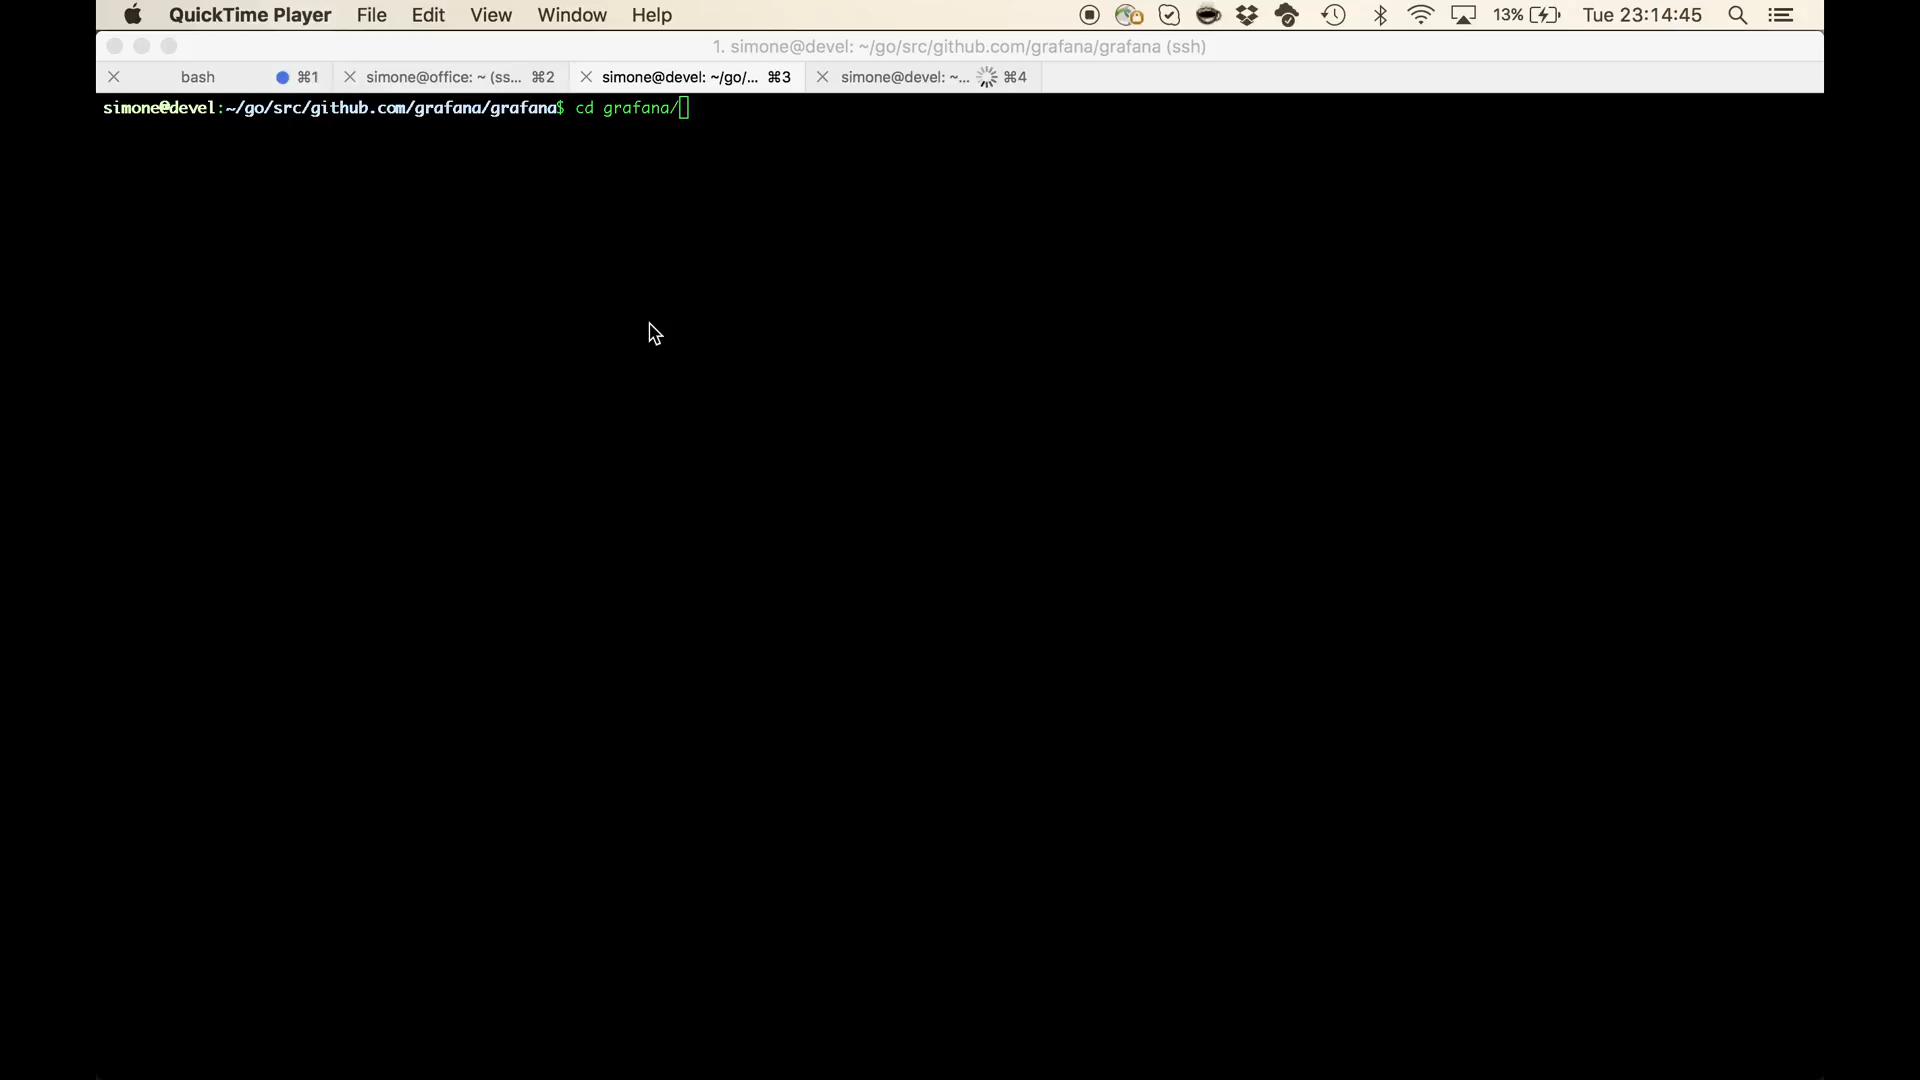 QuickTime Player File Edit View Window Help 13% Tue 23:14:45
1. simone@devel: ~/go/src/github.com/grafana/grafana (ssh)
bash ⌘1 simone@office: ~ (ss... ⌘2 simone@devel: ~/go/... ⌘3 simone@devel: ~... ⌘4
simone@devel:~/go/src/github.com/grafana/grafana$ cd grafana/